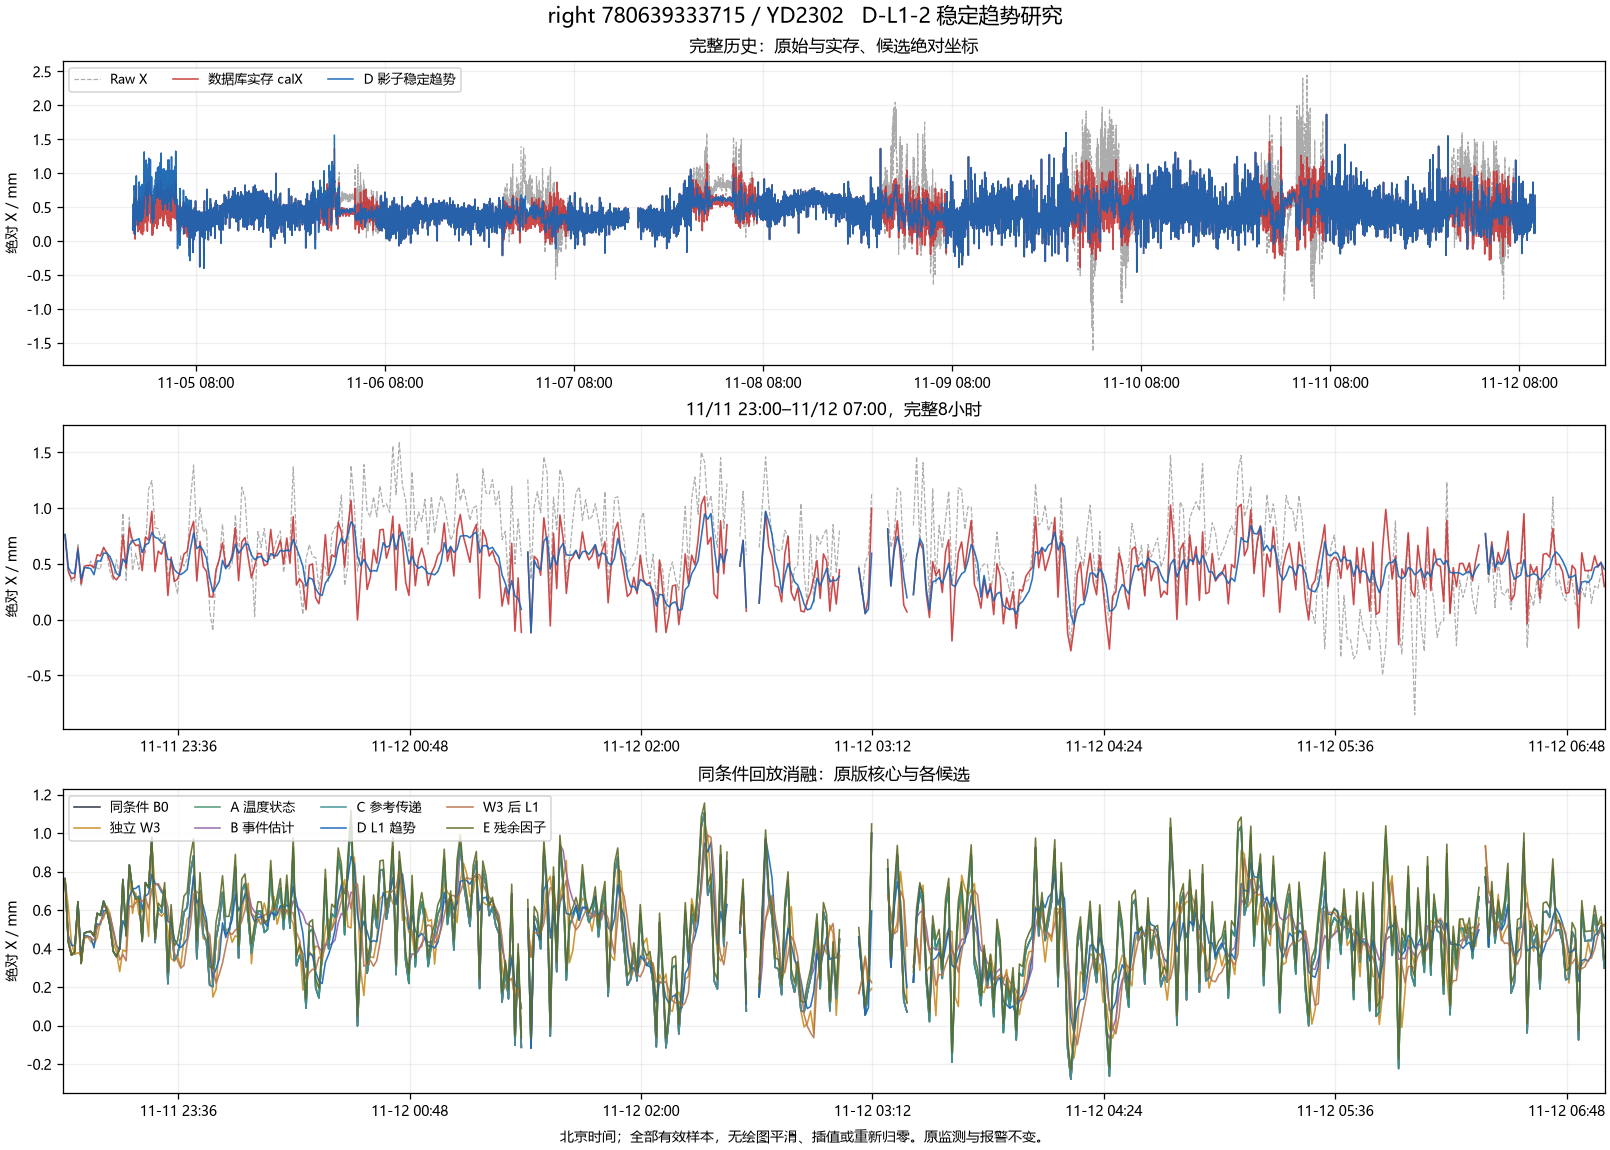 right 780639333715 / YD2302   D-L1-2 稳定趋势研究
完整历史：原始与实存、候选绝对坐标
Raw X
数据库实存 calX
D 影子稳定趋势
绝对 X / mm
2.5
2.0
1.5
1.0
0.5
0.0
-0.5
-1.0
-1.5
11-05 08:00
11-06 08:00
11-07 08:00
11-08 08:00
11-09 08:00
11-10 08:00
11-11 08:00
11-12 08:00
11/11 23:00–11/12 07:00，完整8小时
绝对 X / mm
1.5
1.0
0.5
0.0
-0.5
11-11 23:36
11-12 00:48
11-12 02:00
11-12 03:12
11-12 04:24
11-12 05:36
11-12 06:48
同条件回放消融：原版核心与各候选
同条件 B0
A 温度状态
C 参考传递
W3 后 L1
独立 W3
B 事件估计
D L1 趋势
E 残余因子
绝对 X / mm
1.2
1.0
0.8
0.6
0.4
0.2
0.0
-0.2
11-11 23:36
11-12 00:48
11-12 02:00
11-12 03:12
11-12 04:24
11-12 05:36
11-12 06:48
北京时间；全部有效样本，无绘图平滑、插值或重新归零。原监测与报警不变。